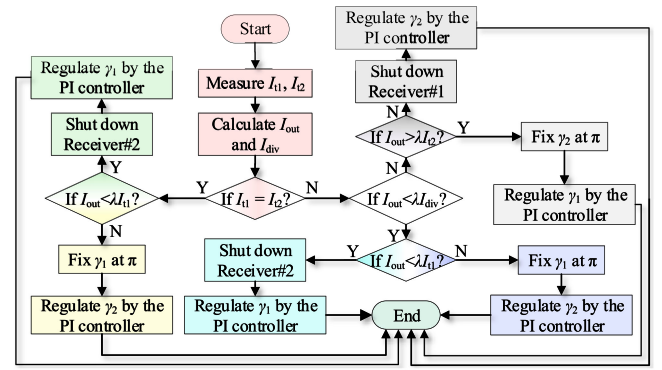 Start
Measure It1, It2
Calculate Iout
and Idiv
If It1 = It2?
Y
N
If Iout<λIt1?
Y
Shut down
Receiver#2
Regulate γ1 by the
PI controller
N
Fix γ1 at π
Regulate γ2 by the
PI controller
If Iout<λIdiv?
N
If Iout>λIt2?
N
Shut down
Receiver#1
Regulate γ2 by the
PI controller
Y
Fix γ2 at π
Regulate γ1 by the
PI controller
Y
If Iout<λIt1?
Y
Shut down
Receiver#2
Regulate γ1 by the
PI controller
N
Fix γ1 at π
Regulate γ2 by the
PI controller
End